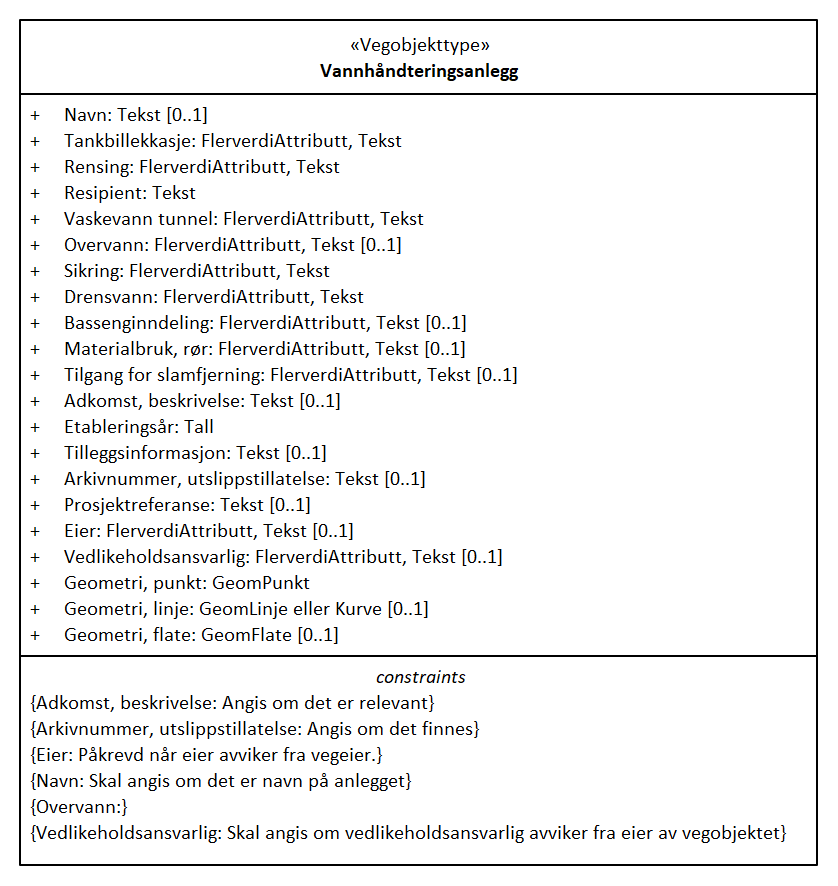 «Vegobjekttype»
Vannhåndteringsanlegg
+ Navn: Tekst [0..1]
+ Tankbillekkasje: FlerverdiAttributt, Tekst
+ Rensing: FlerverdiAttributt, Tekst
+ Resipient: Tekst
+ Vaskevann tunnel: FlerverdiAttributt, Tekst
+ Overvann: FlerverdiAttributt, Tekst [0..1]
+ Sikring: FlerverdiAttributt, Tekst
+ Drensvann: FlerverdiAttributt, Tekst
+ Bassenginndeling: FlerverdiAttributt, Tekst [0..1]
+ Materialbruk, rør: FlerverdiAttributt, Tekst [0..1]
+ Tilgang for slamfjerning: FlerverdiAttributt, Tekst [0..1]
+ Adkomst, beskrivelse: Tekst [0..1]
+ Etableringsår: Tall
+ Tilleggsinformasjon: Tekst [0..1]
+ Arkivnummer, utslippstillatelse: Tekst [0..1]
+ Prosjektreferanse: Tekst [0..1]
+ Eier: FlerverdiAttributt, Tekst [0..1]
+ Vedlikeholdsansvarlig: FlerverdiAttributt, Tekst [0..1]
+ Geometri, punkt: GeomPunkt
+ Geometri, linje: GeomLinje eller Kurve [0..1]
+ Geometri, flate: GeomFlate [0..1]
constraints
{Adkomst, beskrivelse: Angis om det er relevant}
{Arkivnummer, utslippstillatelse: Angis om det finnes}
{Eier: Påkrevd når eier avviker fra vegeier.}
{Navn: Skal angis om det er navn på anlegget}
{Overvann:}
{Vedlikeholdsansvarlig: Skal angis om vedlikeholdsansvarlig avviker fra eier av vegobjektet}